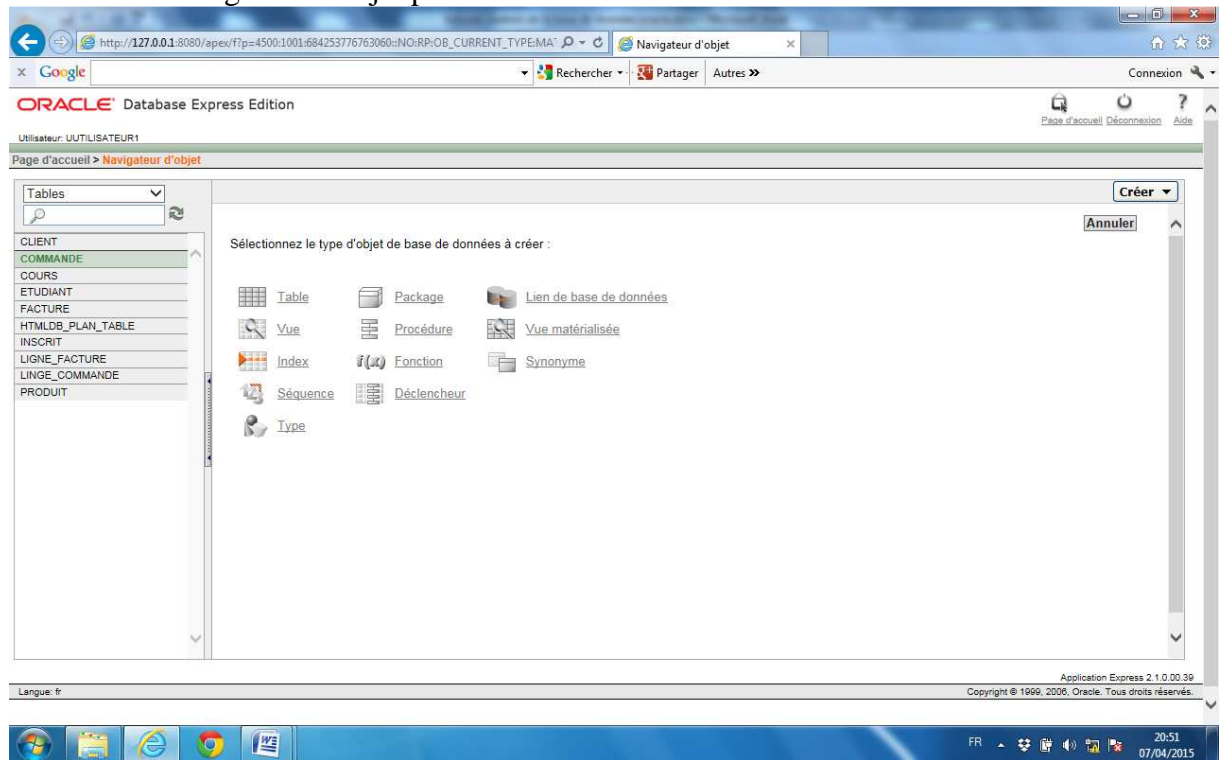 http://127.0.0.1:8080/apex/f?p=4500:1001:684253776763060::NO:RP:OB_CURRENT_TYPE:MA
Navigateur d'objet
x Google
Rechercher
Partager
Autres »
Connexion
ORACLE Database Express Edition
Page d'accueil Déconnexion Aide
Utilisateur: UUTILISATEUR1
Page d'accueil > Navigateur d'objet
Tables
Créer
Annuler
CLIENT
COMMANDE
COURS
ETUDIANT
FACTURE
HTMLDB_PLAN_TABLE
INSCRIT
LIGNE_FACTURE
LINGE_COMMANDE
PRODUIT
Sélectionnez le type d'objet de base de données à créer :
Table Package Lien de base de données
Vue Procédure Vue matérialisée
Index f(x) Fonction Synonyme
Séquence Déclencheur
Type
Application Express 2.1.0.00.39
Langue: fr
Copyright © 1999, 2006, Oracle. Tous droits réservés.
FR
20:51
07/04/2015